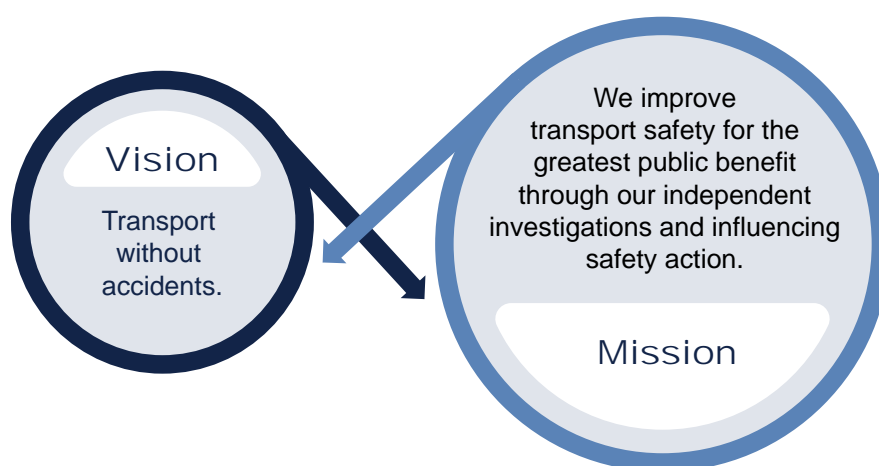 Vision
Transport
without
accidents.
We improve
transport safety for the
greatest public benefit
through our independent
investigations and influencing
safety action.
Mission